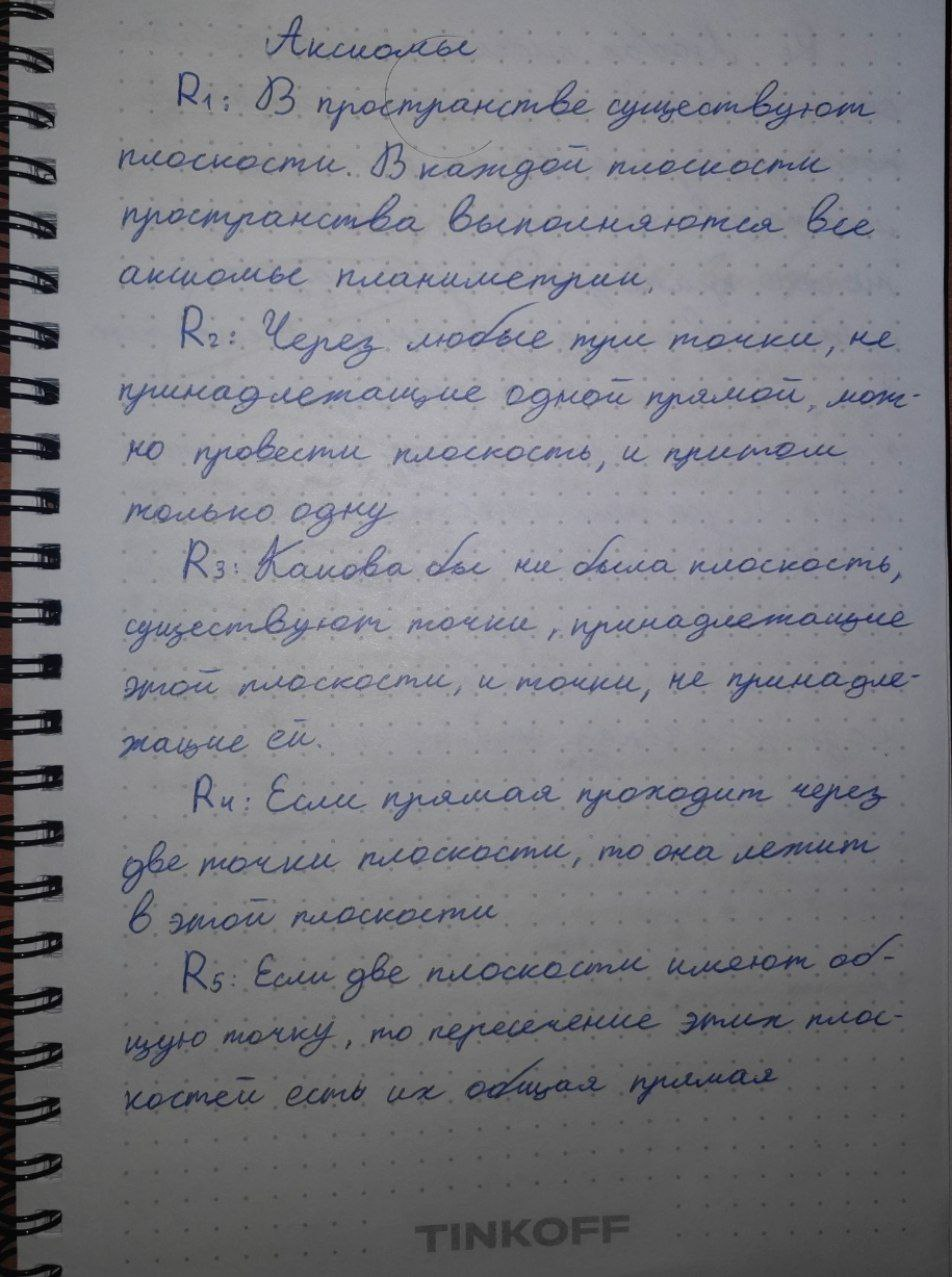 Аксиомы
R1: В пространстве существуют
плоскости. В каждой плоскости
пространства выполняются все
аксиомы планиметрии.
R2: Через любые три точки, не
принадлежащие одной прямой, мож-
но провести плоскость, и притом
только одну
R3: Какова бы ни была плоскость,
существуют точки, принадлежащие
этой плоскости, и точки, не принадле-
жащие ей.
R4: Если прямая проходит через
две точки плоскости, то она лежит
в этой плоскости
R5: Если две плоскости имеют об-
щую точку, то пересечение этих плос-
костей есть их общая прямая
TINKOFF